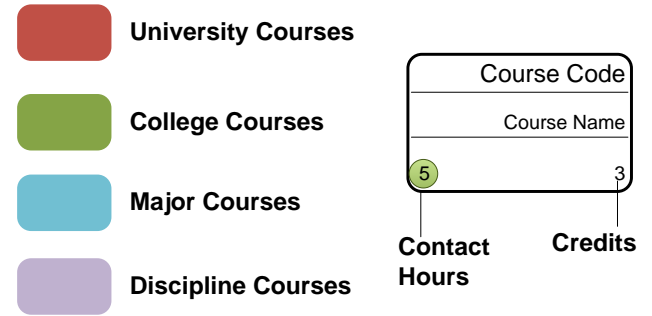 University Courses
College Courses
Major Courses
Discipline Courses
Course Code
Course Name
5
3
Contact
Hours
Credits